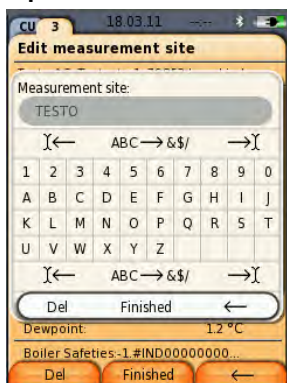 CU 3 18.03.11 --:--
Edit measurement site
Measurement site:
TESTO
ABC → &$/
1 2 3 4 5 6 7 8 9 0
A B C D E F G H I J
K L M N O P Q R S T
U V W X Y Z
ABC → &$/
Del Finished ←
Dewpoint: 1.2 °C
Boiler Safeties:-1.#IND00000000...
Del Finished ←